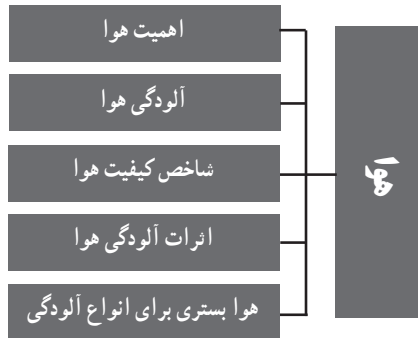 هوا
اهمیت هوا
آلودگی هوا
شاخص کیفیت هوا
اثرات آلودگی هوا
هوا بستری برای انواع آلودگی